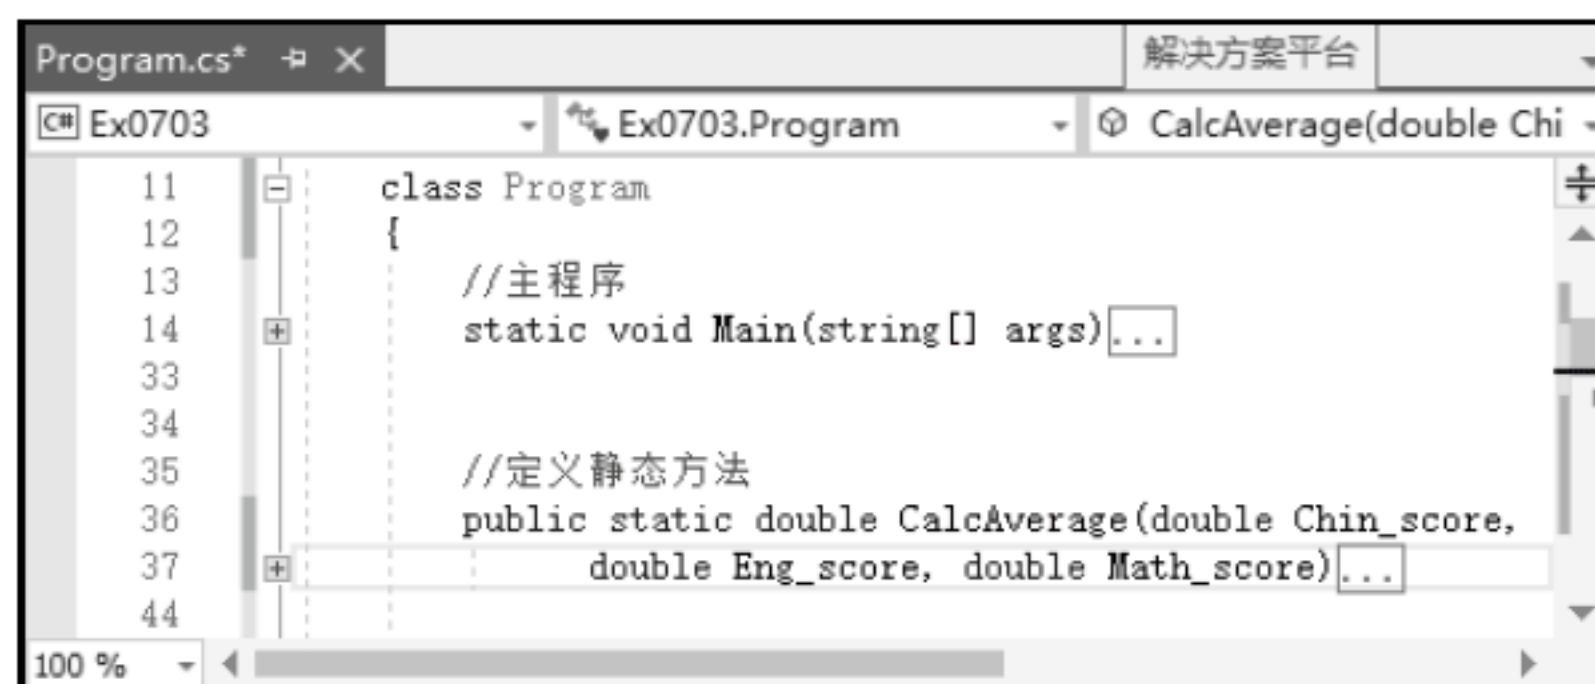 Program.cs*
解决方案平台
C# Ex0703 Ex0703.Program CalcAverage(double Chi
11 class Program
12 {
13 //主程序
14 static void Main(string[] args)...
33
34
35 //定义静态方法
36 public static double CalcAverage(double Chin_score,
37 double Eng_score, double Math_score)...
44
100 %